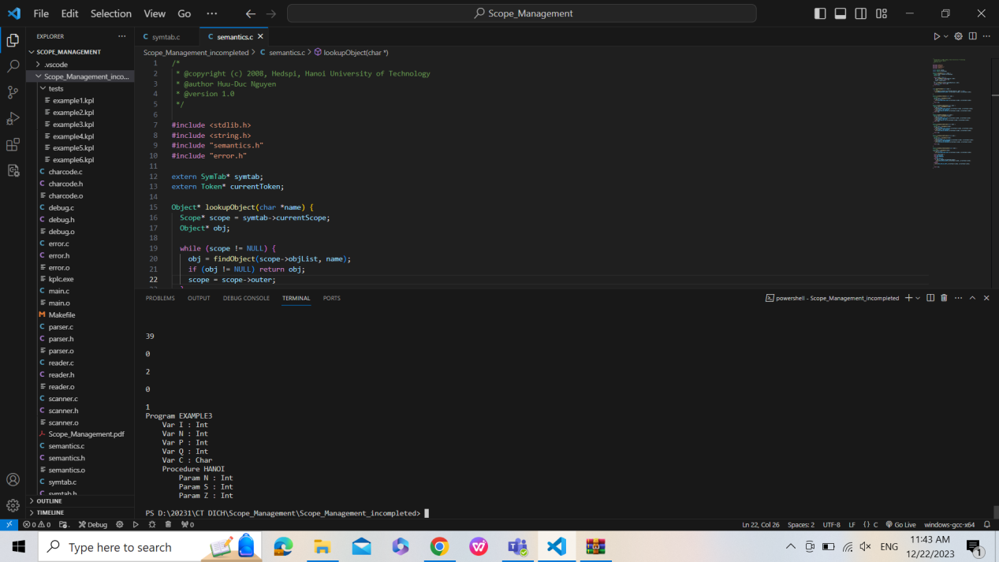 File Edit Selection View Go ... Scope_Management
EXPLORER ...
SCOPE_MANAGEMENT
.vscode
Scope_Management_inco...
tests
example1.kpl
example2.kpl
example3.kpl
example4.kpl
example5.kpl
example6.kpl
C charcode.c
C charcode.h
charcode.o
C debug.c
C debug.h
debug.o
C error.c
C error.h
error.o
kplc.exe
C main.c
main.o
M Makefile
C parser.c
C parser.h
parser.o
C reader.c
C reader.h
reader.o
C scanner.c
C scanner.h
scanner.o
Scope_Management.pdf
C semantics.c
C semantics.h
semantics.o
C symtab.c
C symtab.h
OUTLINE
TIMELINE
C symtab.c C semantics.c
Scope_Management_incompleted > C semantics.c > lookupObject(char *)
1 /*
2 * @copyright (c) 2008, Hedspi, Hanoi University of Technology
3 * @author Huu-Duc Nguyen
4 * @version 1.0
5 */
6
7 #include <stdlib.h>
8 #include <string.h>
9 #include "semantics.h"
10 #include "error.h"
11
12 extern SymTab* symtab;
13 extern Token* currentToken;
14
15 Object* lookupObject(char *name) {
16 Scope* scope = symtab->currentScope;
17 Object* obj;
18
19 while (scope != NULL) {
20 obj = findObject(scope->objList, name);
21 if (obj != NULL) return obj;
22 scope = scope->outer;
PROBLEMS OUTPUT DEBUG CONSOLE TERMINAL PORTS powershell - Scope_Management_incompleted
39
0
2
0
1
Program EXAMPLE3
Var I : Int
Var N : Int
Var P : Int
Var Q : Int
Var C : Char
Procedure HANOI
Param N : Int
Param S : Int
Param Z : Int
PS D:\20231\CT DICH\Scope_Management\Scope_Management_incompleted>
0 0 Debug 0 Ln 22, Col 26 Spaces: 2 UTF-8 LF {} C Go Live windows-gcc-x64
Type here to search ENG 11:43 AM
12/22/2023 1